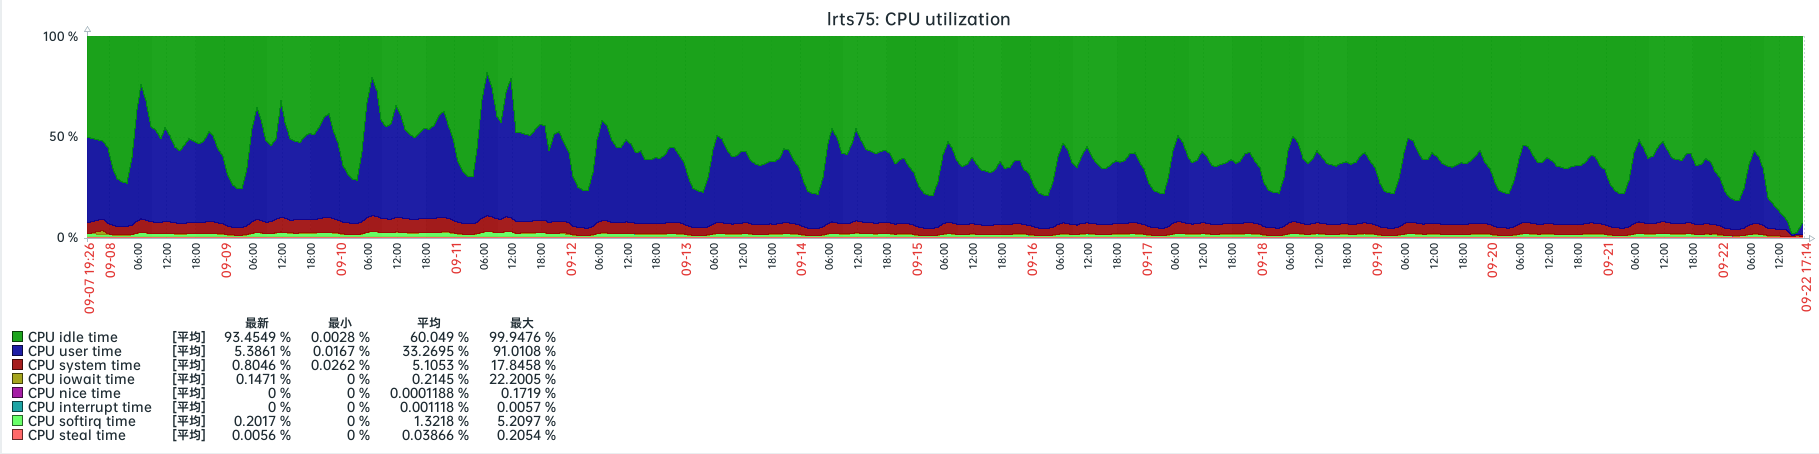 lrts75: CPU utilization
100 %
50 %
0 %
09-07 19:26 09-08 06:00 12:00 18:00 09-09 06:00 12:00 18:00 09-10 06:00 12:00 18:00 09-11 06:00 12:00 18:00 09-12 06:00 12:00 18:00 09-13 06:00 12:00 18:00 09-14 06:00 12:00 18:00 09-15 06:00 12:00 18:00 09-16 06:00 12:00 18:00 09-17 06:00 12:00 18:00 09-18 06:00 12:00 18:00 09-19 06:00 12:00 18:00 09-20 06:00 12:00 18:00 09-21 06:00 12:00 18:00 09-22 06:00 12:00 09-22 17:14
最新 最小 平均 最大
CPU idle time [平均] 93.4549 % 0.0028 % 60.049 % 99.9476 %
CPU user time [平均] 5.3861 % 0.0167 % 33.2695 % 91.0108 %
CPU system time [平均] 0.8046 % 0.0262 % 5.1053 % 17.8458 %
CPU iowait time [平均] 0.1471 % 0 % 0.2145 % 22.2005 %
CPU nice time [平均] 0 % 0 % 0.0001188 % 0.1719 %
CPU interrupt time [平均] 0 % 0 % 0.001118 % 0.0057 %
CPU softirq time [平均] 0.2017 % 0 % 1.3218 % 5.2097 %
CPU steal time [平均] 0.0056 % 0 % 0.03866 % 0.2054 %